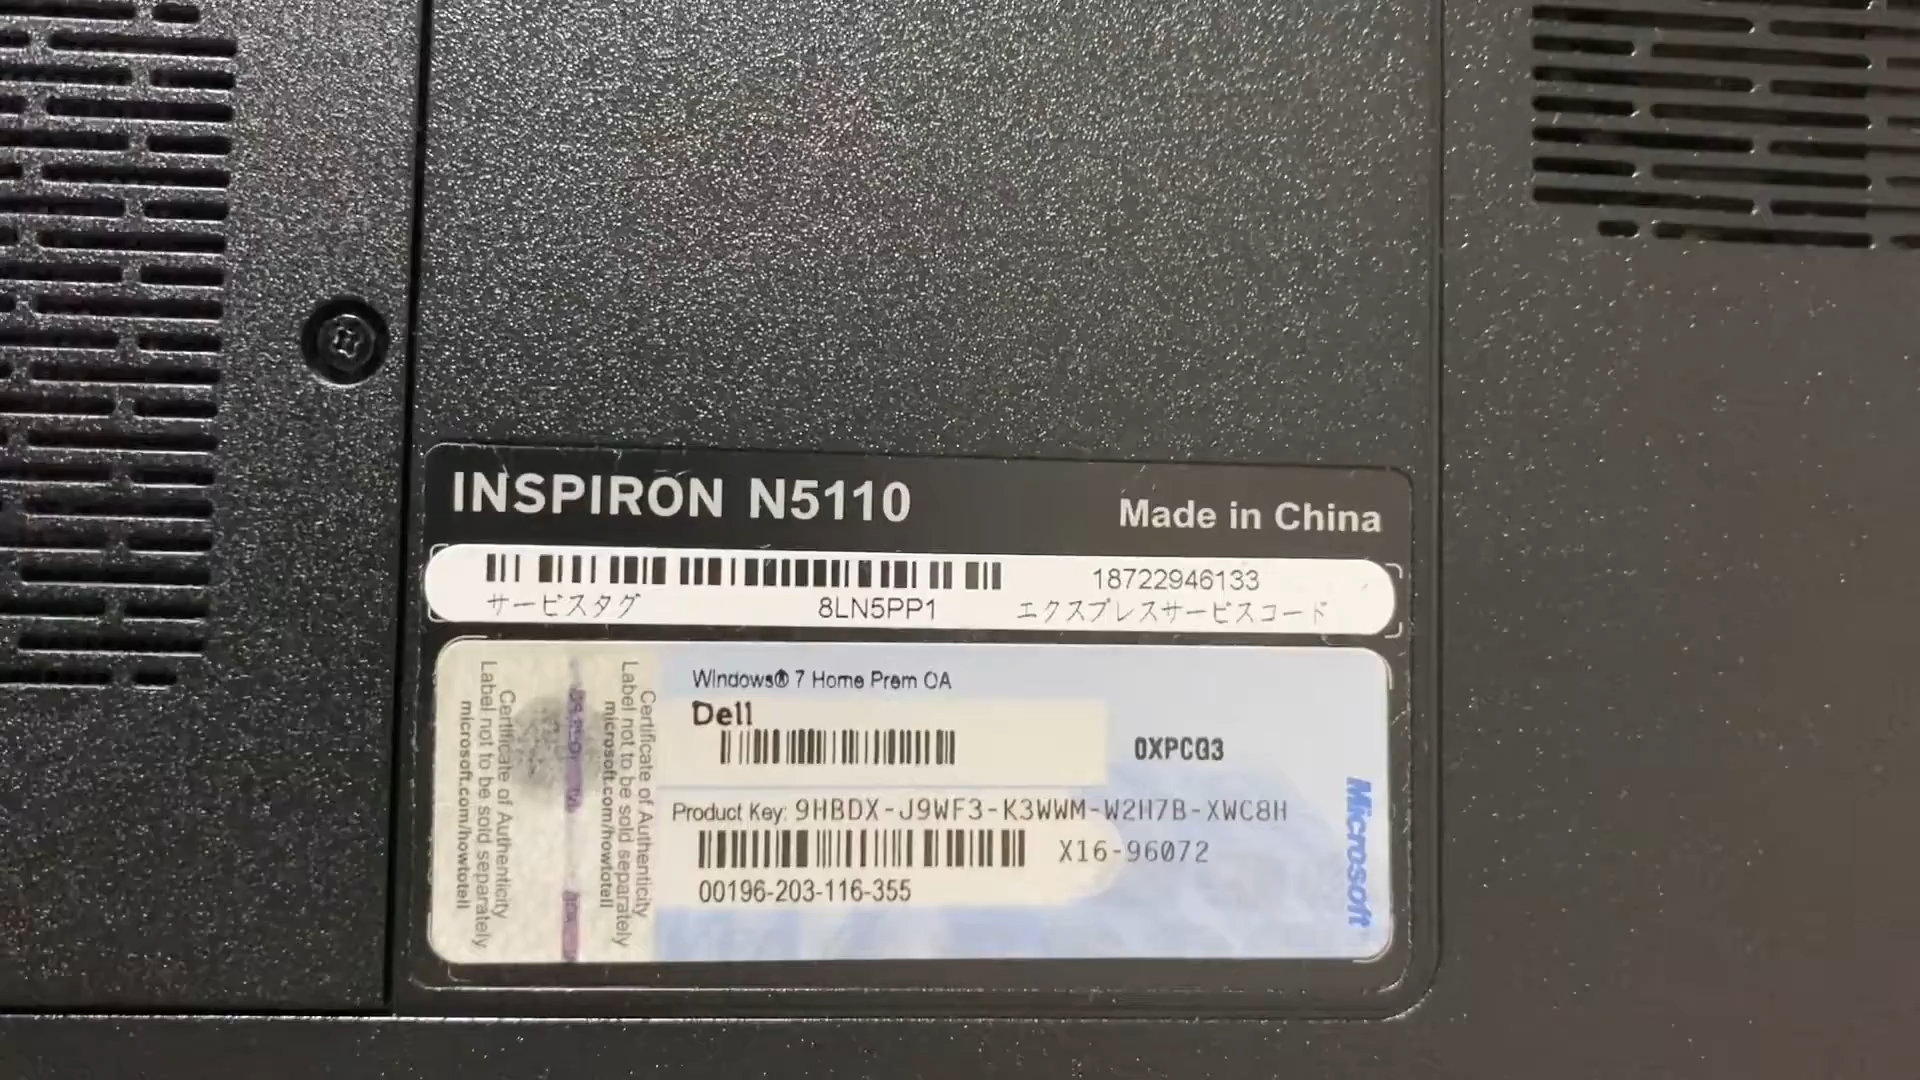 INSPIRON N5110
Made in China
18722946133
サービスタグ 8LN5PP1 エクスプレスサービスコード
Certificate of Authenticity
Label not to be sold separately
microsoft.com/howtotell
Certificate of Authenticity
Label not to be sold separately
microsoft.com/howtotell
Windows® 7 Home Prem OA
Dell
0XPCG3
Product Key: 9HBDX-J9WF3-K3WWM-W2H7B-XWC8H
X16-96072
00196-203-116-355
Microsoft